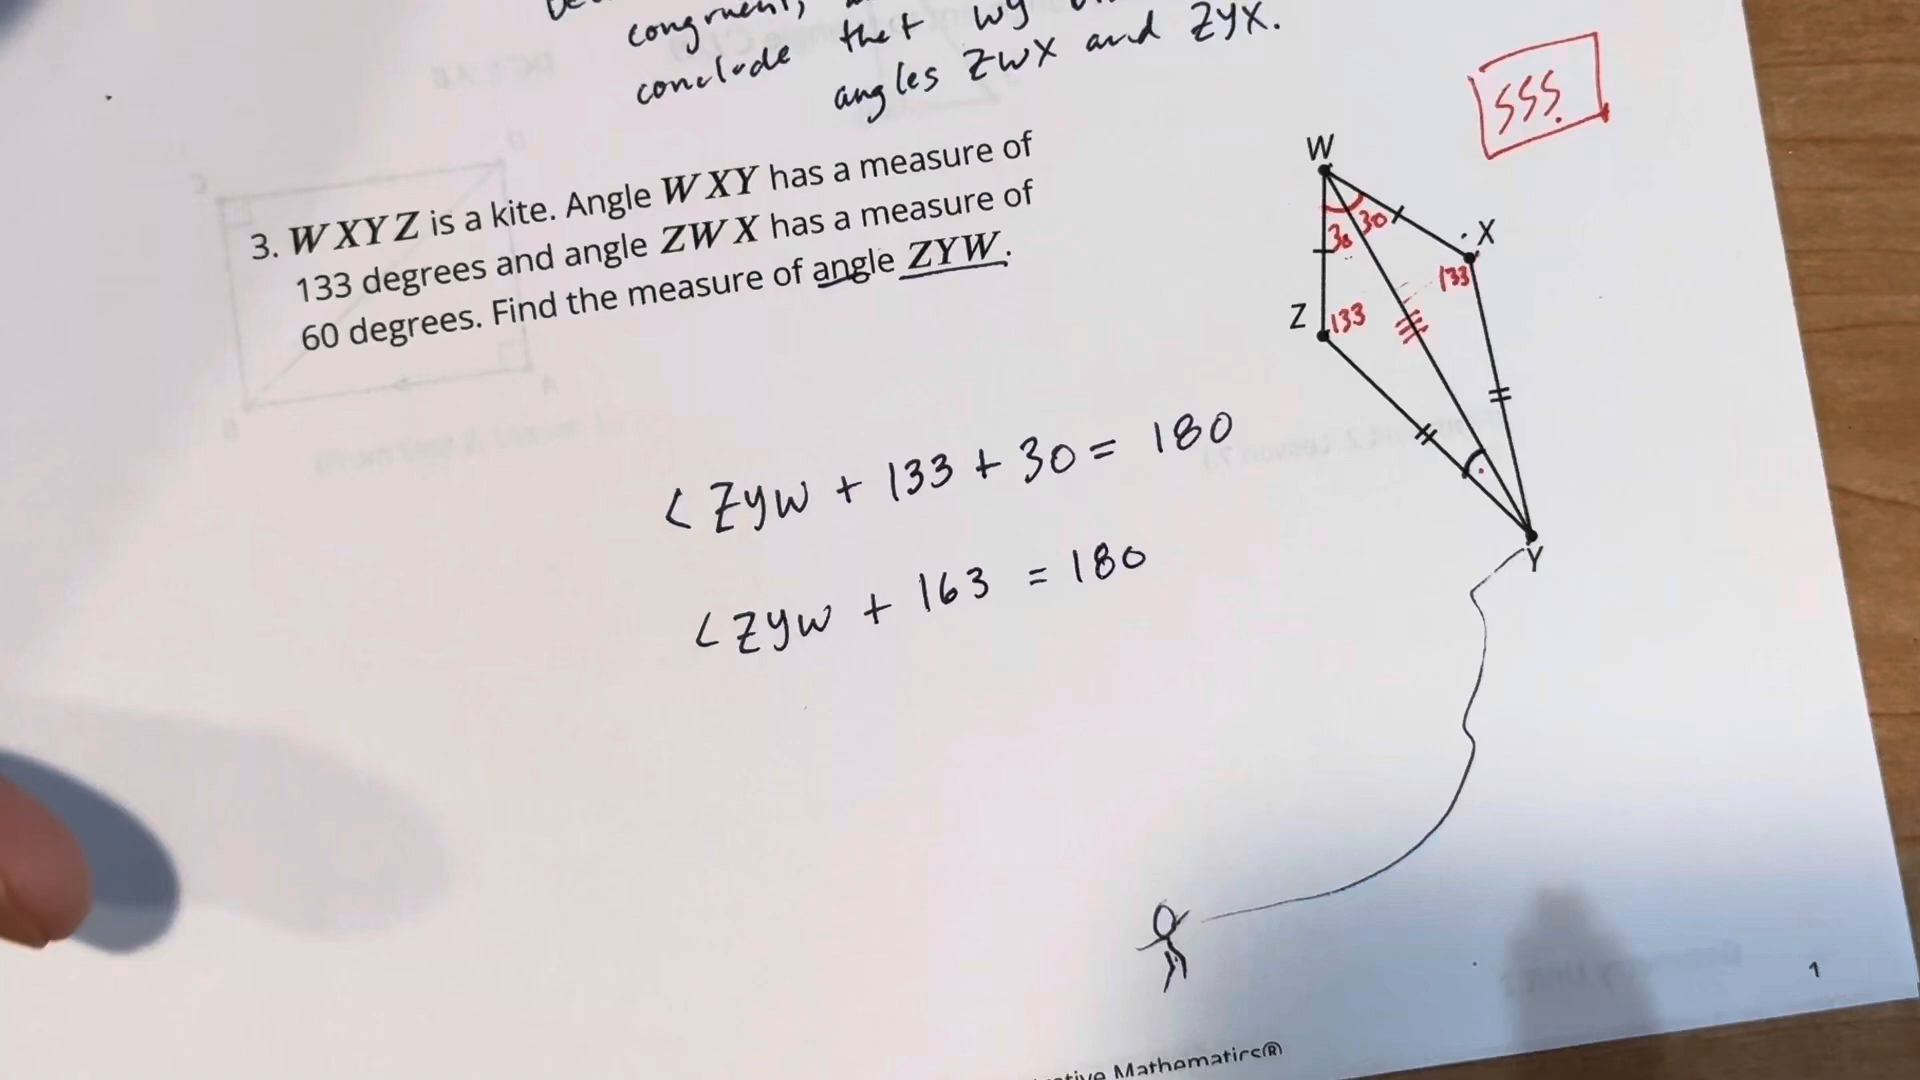 congruent,
conclude that wy
angles ZWX and ZYX.
SSS.
3. WXYZ is a kite. Angle WXY has a measure of
133 degrees and angle ZWX has a measure of
60 degrees. Find the measure of angle ZYW.
W
30 30
X
133
Z 133
Y
< ZYW + 133 + 30 = 180
< ZYW + 163 = 180
1
Mathematics®